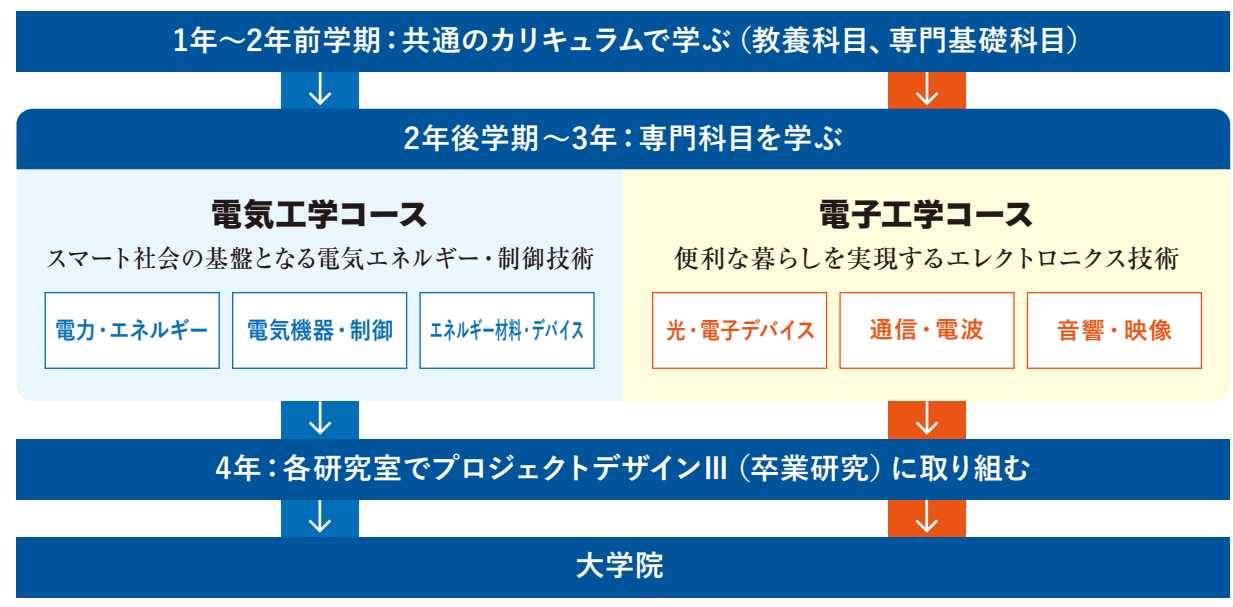 1年～2年前学期：共通のカリキュラムで学ぶ（教養科目、専門基礎科目）
2年後学期～3年：専門科目を学ぶ
電気工学コース
スマート社会の基盤となる電気エネルギー・制御技術
電力・エネルギー
電気機器・制御
エネルギー材料・デバイス
電子工学コース
便利な暮らしを実現するエレクトロニクス技術
光・電子デバイス
通信・電波
音響・映像
4年：各研究室でプロジェクトデザインⅢ（卒業研究）に取り組む
大学院